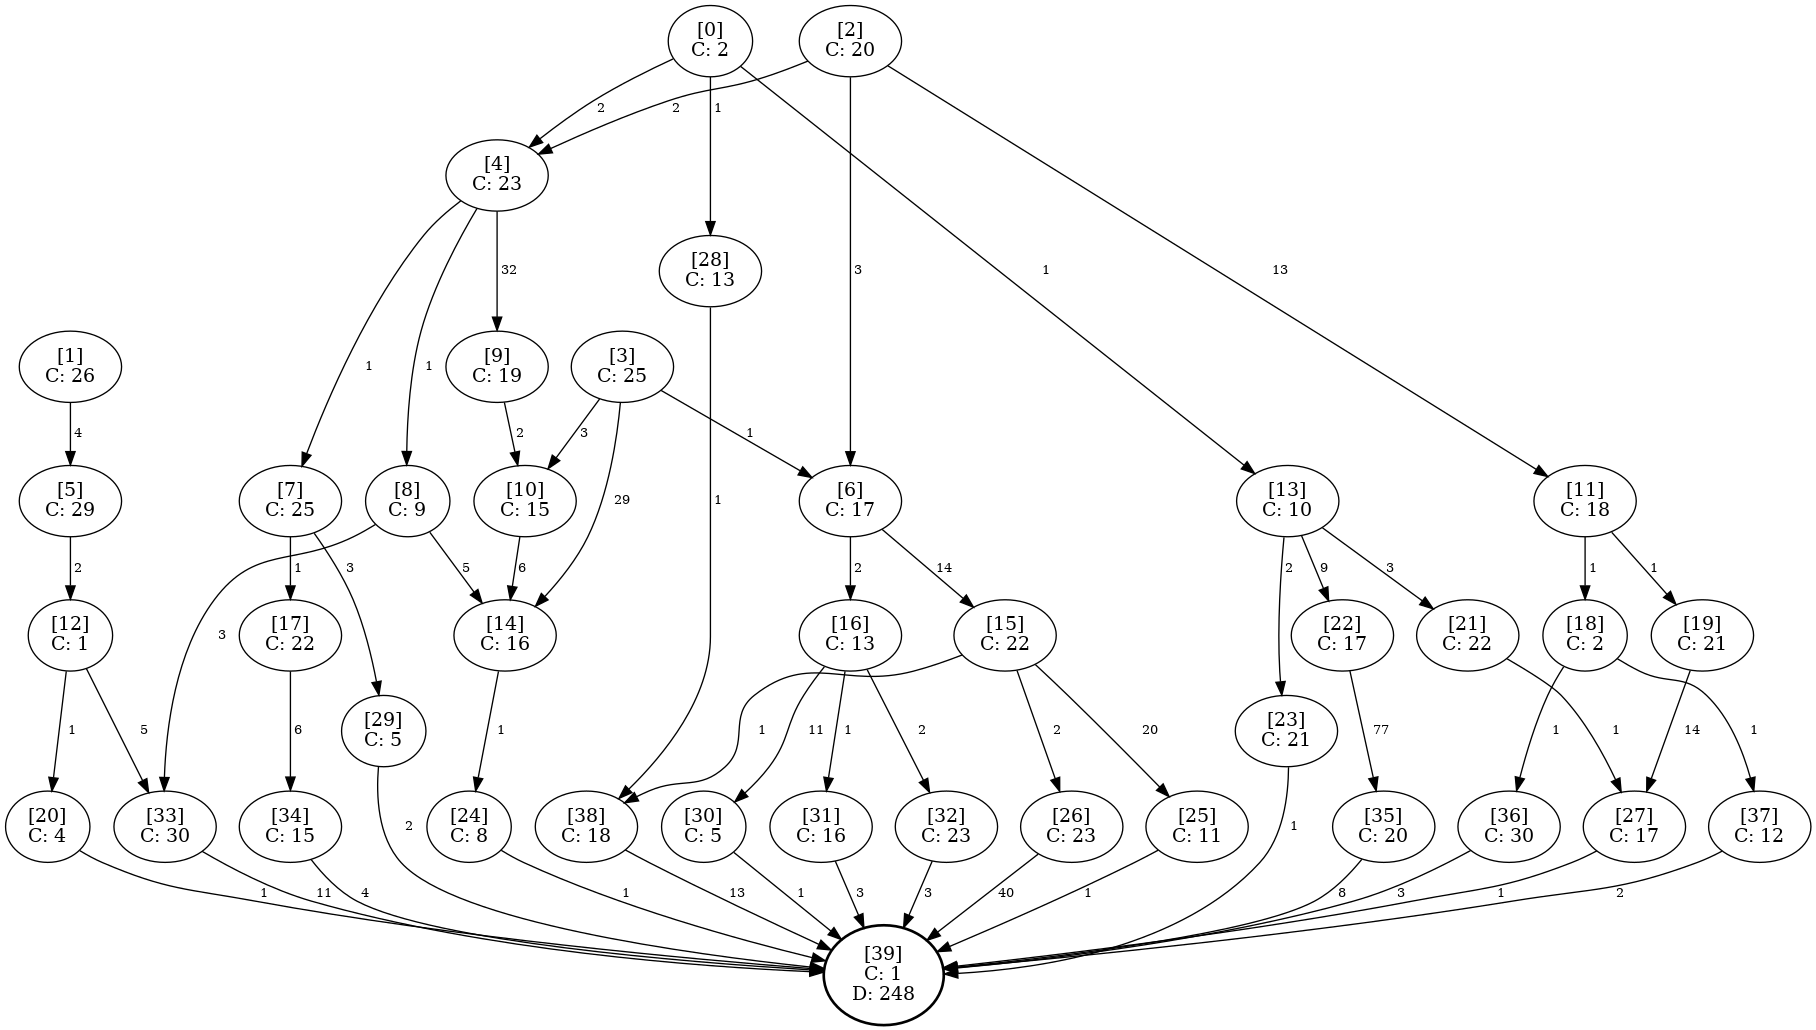 [0]
C: 2
[2]
C: 20
2
2
1
[4]
C: 23
[28]
C: 13
32
3
1
13
[1]
C: 26
[9]
C: 19
[3]
C: 25
1
1
4
2
3
1
[5]
C: 29
[7]
C: 25
[8]
C: 9
[10]
C: 15
29
1
[6]
C: 17
[13]
C: 10
[11]
C: 18
2
1
3
5
6
2
14
2
9
3
1
1
[12]
C: 1
3
[17]
C: 22
[14]
C: 16
[16]
C: 13
[15]
C: 22
[22]
C: 17
[21]
C: 22
[18]
C: 2
[19]
C: 21
1
5
6
[29]
C: 5
1
1
11
1
2
2
20
[23]
C: 21
77
1
1
14
1
[20]
C: 4
[33]
C: 30
[34]
C: 15
2
[24]
C: 8
[38]
C: 18
[30]
C: 5
[31]
C: 16
[32]
C: 23
[26]
C: 23
[25]
C: 11
1
[35]
C: 20
[36]
C: 30
[27]
C: 17
[37]
C: 12
1
11
4
1
13
1
3
3
40
1
8
3
1
2
[39]
C: 1
D: 248